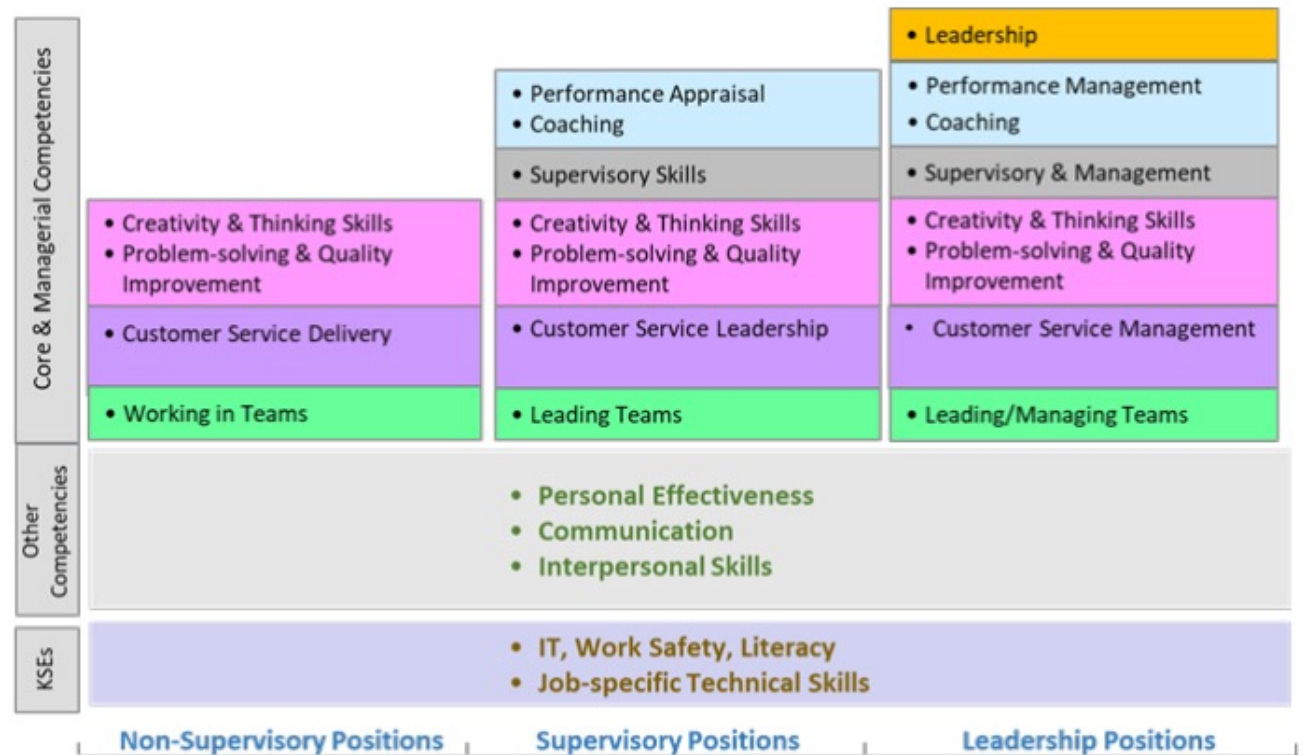 Core & Managerial Competencies
• Creativity & Thinking Skills
• Problem-solving & Quality
Improvement
• Customer Service Delivery
• Working in Teams
• Performance Appraisal
• Coaching
• Supervisory Skills
• Creativity & Thinking Skills
• Problem-solving & Quality
Improvement
• Customer Service Leadership
• Leading Teams
• Leadership
• Performance Management
• Coaching
• Supervisory & Management
• Creativity & Thinking Skills
• Problem-solving & Quality
Improvement
• Customer Service Management
• Leading/Managing Teams
Other
Competencies
• Personal Effectiveness
• Communication
• Interpersonal Skills
KSEs
• IT, Work Safety, Literacy
• Job-specific Technical Skills
Non-Supervisory Positions
Supervisory Positions
Leadership Positions